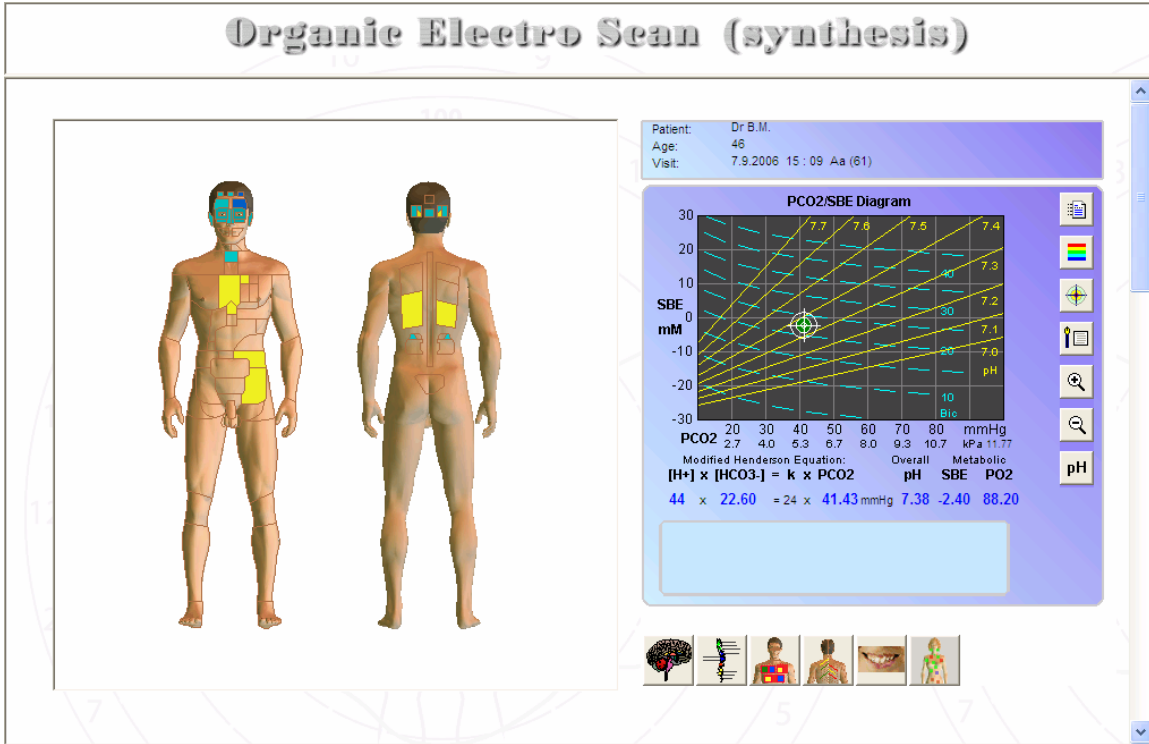 Organic Electro Scan (synthesis)
Patient: Dr B.M.
Age: 46
Visit: 7.9.2006 15 : 09 Aa (61)
PCO2/SBE Diagram
30 7.7 7.6 7.5 7.4
20 7.3
10 40 7.2
SBE 0 30 7.1
mM
-10 20 7.0
-20 pH
10
-30 Bic
20 30 40 50 60 70 80 mmHg
PCO2 2.7 4.0 5.3 6.7 8.0 9.3 10.7 kPa 11.77
Modified Henderson Equation: Overall Metabolic
[H+] x [HCO3-] = k x PCO2 pH SBE PO2
44 x 22.60 = 24 x 41.43 mmHg 7.38 -2.40 88.20
pH